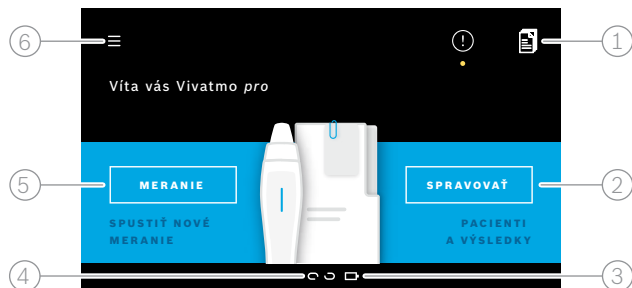 6
1
Víta vás Vivatmo pro
5
MERANIE
SPRAVOVAŤ
2
SPUSTIŤ NOVÉ
MERANIE
PACIENTI
A VÝSLEDKY
4
3